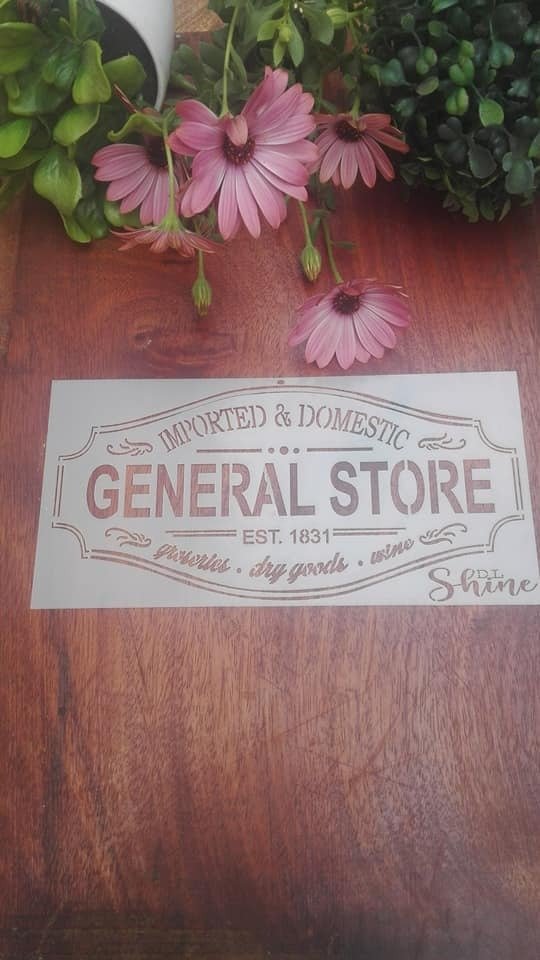 IMPORTED & DOMESTIC
GENERAL STORE
EST. 1831
groceries • dry goods • wine
D.L.
Shine